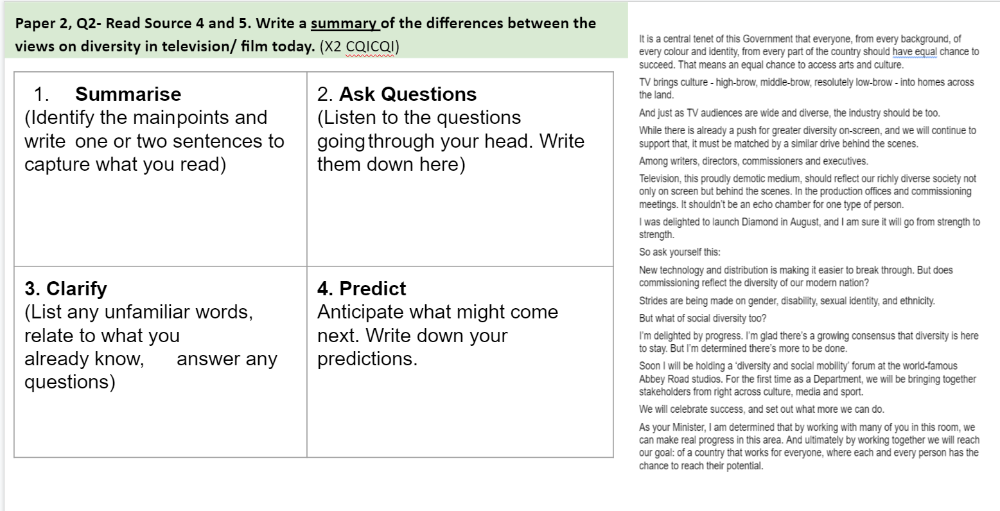 Paper 2, Q2- Read Source 4 and 5. Write a summary of the differences between the
views on diversity in television/ film today. (X2 CQICQI)
1. Summarise
(Identify the mainpoints and
write one or two sentences to
capture what you read)
2. Ask Questions
(Listen to the questions
going through your head. Write
them down here)
3. Clarify
(List any unfamiliar words,
relate to what you
already know, answer any
questions)
4. Predict
Anticipate what might come
next. Write down your
predictions.
It is a central tenet of this Government that everyone, from every background, of
every colour and identity, from every part of the country should have equal chance to
succeed. That means an equal chance to access arts and culture.
TV brings culture - high-brow, middle-brow, resolutely low-brow - into homes across
the land.
And just as TV audiences are wide and diverse, the industry should be too.
While there is already a push for greater diversity on-screen, and we will continue to
support that, it must be matched by a similar drive behind the scenes.
Among writers, directors, commissioners and executives.
Television, this proudly demotic medium, should reflect our richly diverse society not
only on screen but behind the scenes. In the production offices and commissioning
meetings. It shouldn't be an echo chamber for one type of person.
I was delighted to launch Diamond in August, and I am sure it will go from strength to
strength.
So ask yourself this:
New technology and distribution is making it easier to break through. But does
commissioning reflect the diversity of our modern nation?
Strides are being made on gender, disability, sexual identity, and ethnicity.
But what of social diversity too?
I'm delighted by progress. I'm glad there's a growing consensus that diversity is here
to stay. But I'm determined there's more to be done.
Soon I will be holding a 'diversity and social mobility' forum at the world-famous
Abbey Road studios. For the first time as a Department, we will be bringing together
stakeholders from right across culture, media and sport.
We will celebrate success, and set out what more we can do.
As your Minister, I am determined that by working with many of you in this room, we
can make real progress in this area. And ultimately by working together we will reach
our goal: of a country that works for everyone, where each and every person has the
chance to reach their potential.